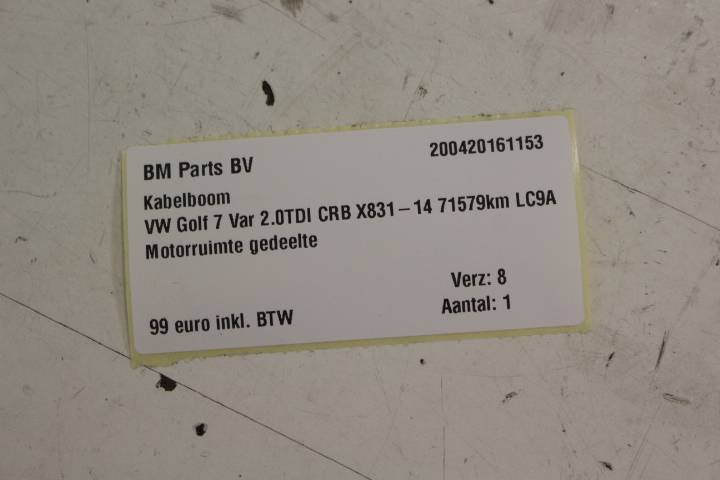 BM Parts BV 200420161153
Kabelboom
VW Golf 7 Var 2.0TDI CRB X831–14 71579km LC9A
Motorruimte gedeelte
Verz: 8
99 euro inkl. BTW Aantal: 1